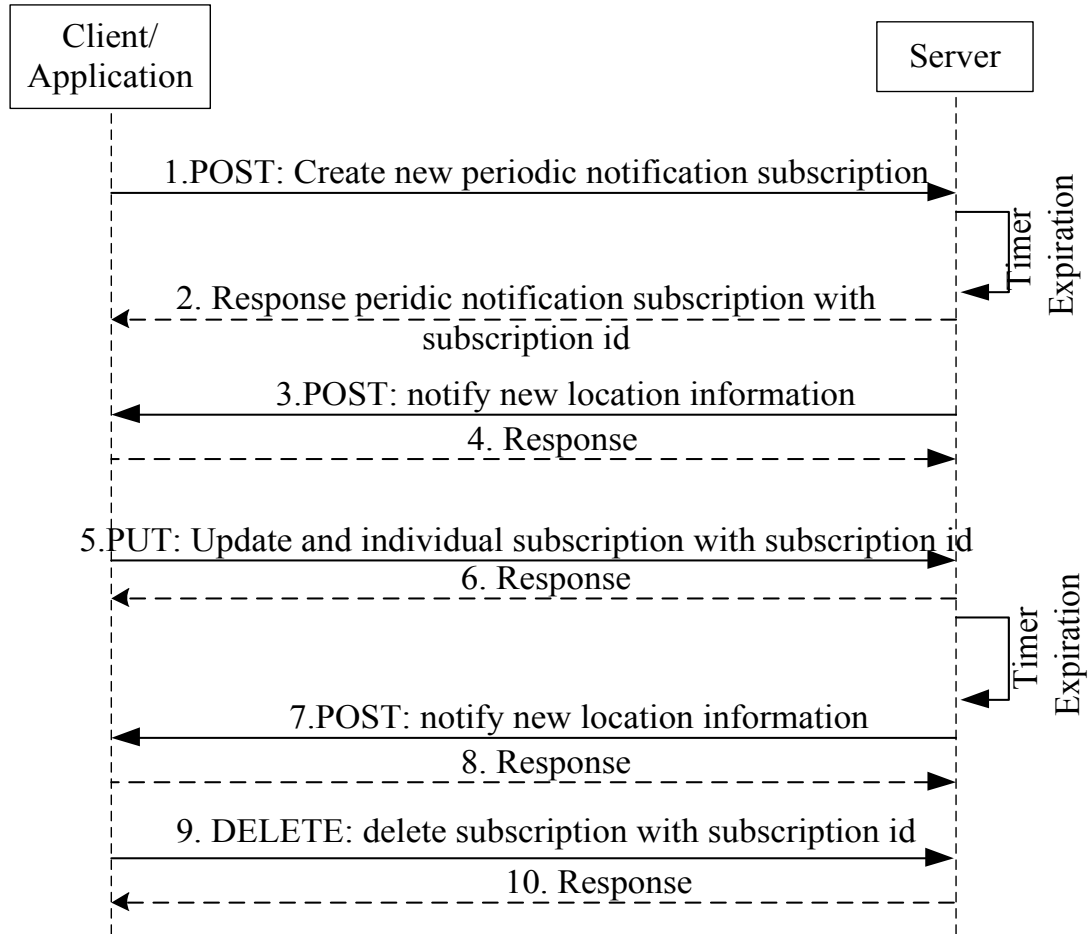 Client/
Application
Server
1.POST: Create new periodic notification subscription
Timer
Expiration
2. Response peridic notification subscription with
subscription id
3.POST: notify new location information
4. Response
5.PUT: Update and individual subscription with subscription id
6. Response
Timer
Expiration
7.POST: notify new location information
8. Response
9. DELETE: delete subscription with subscription id
10. Response